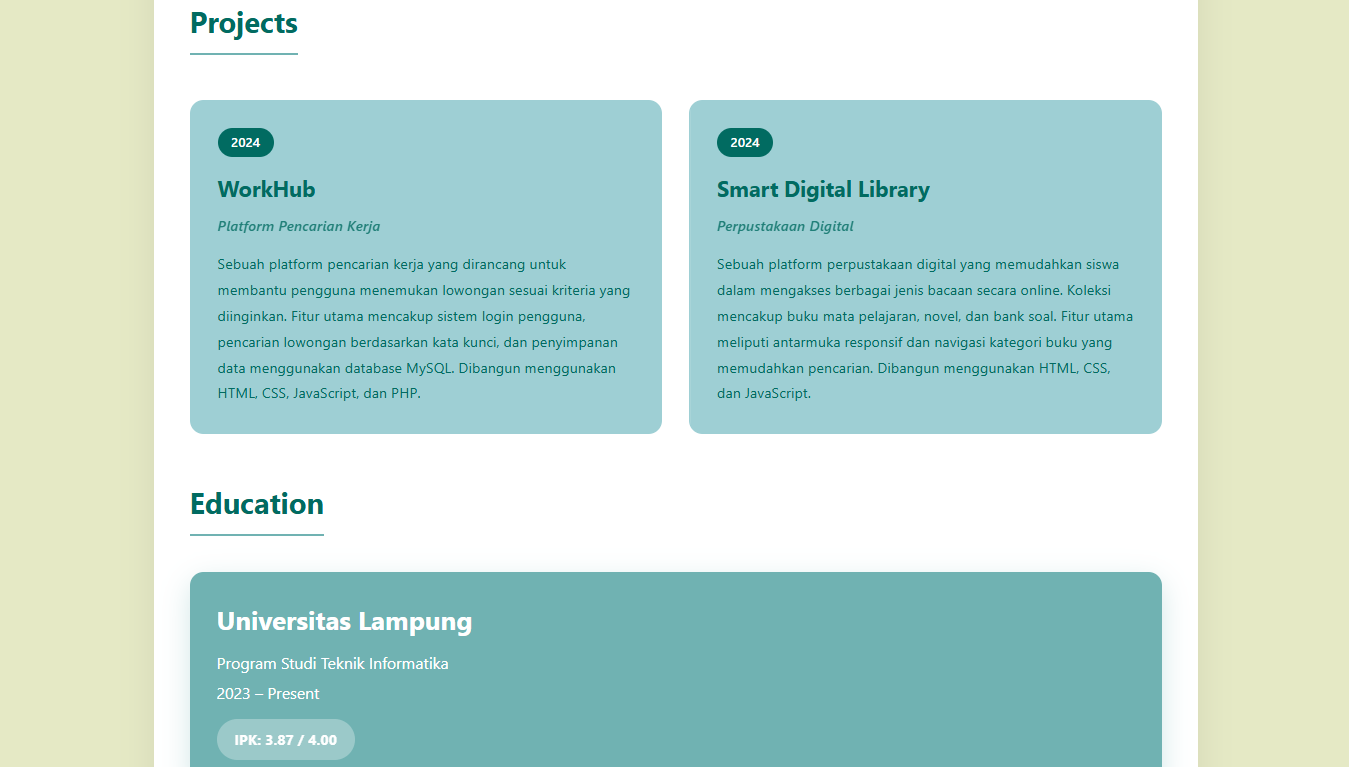 Projects
2024
WorkHub
Platform Pencarian Kerja
Sebuah platform pencarian kerja yang dirancang untuk
membantu pengguna menemukan lowongan sesuai kriteria yang
diinginkan. Fitur utama mencakup sistem login pengguna,
pencarian lowongan berdasarkan kata kunci, dan penyimpanan
data menggunakan database MySQL. Dibangun menggunakan
HTML, CSS, JavaScript, dan PHP.
2024
Smart Digital Library
Perpustakaan Digital
Sebuah platform perpustakaan digital yang memudahkan siswa
dalam mengakses berbagai jenis bacaan secara online. Koleksi
mencakup buku mata pelajaran, novel, dan bank soal. Fitur utama
meliputi antarmuka responsif dan navigasi kategori buku yang
memudahkan pencarian. Dibangun menggunakan HTML, CSS,
dan JavaScript.
Education
Universitas Lampung
Program Studi Teknik Informatika
2023 – Present
IPK: 3.87 / 4.00